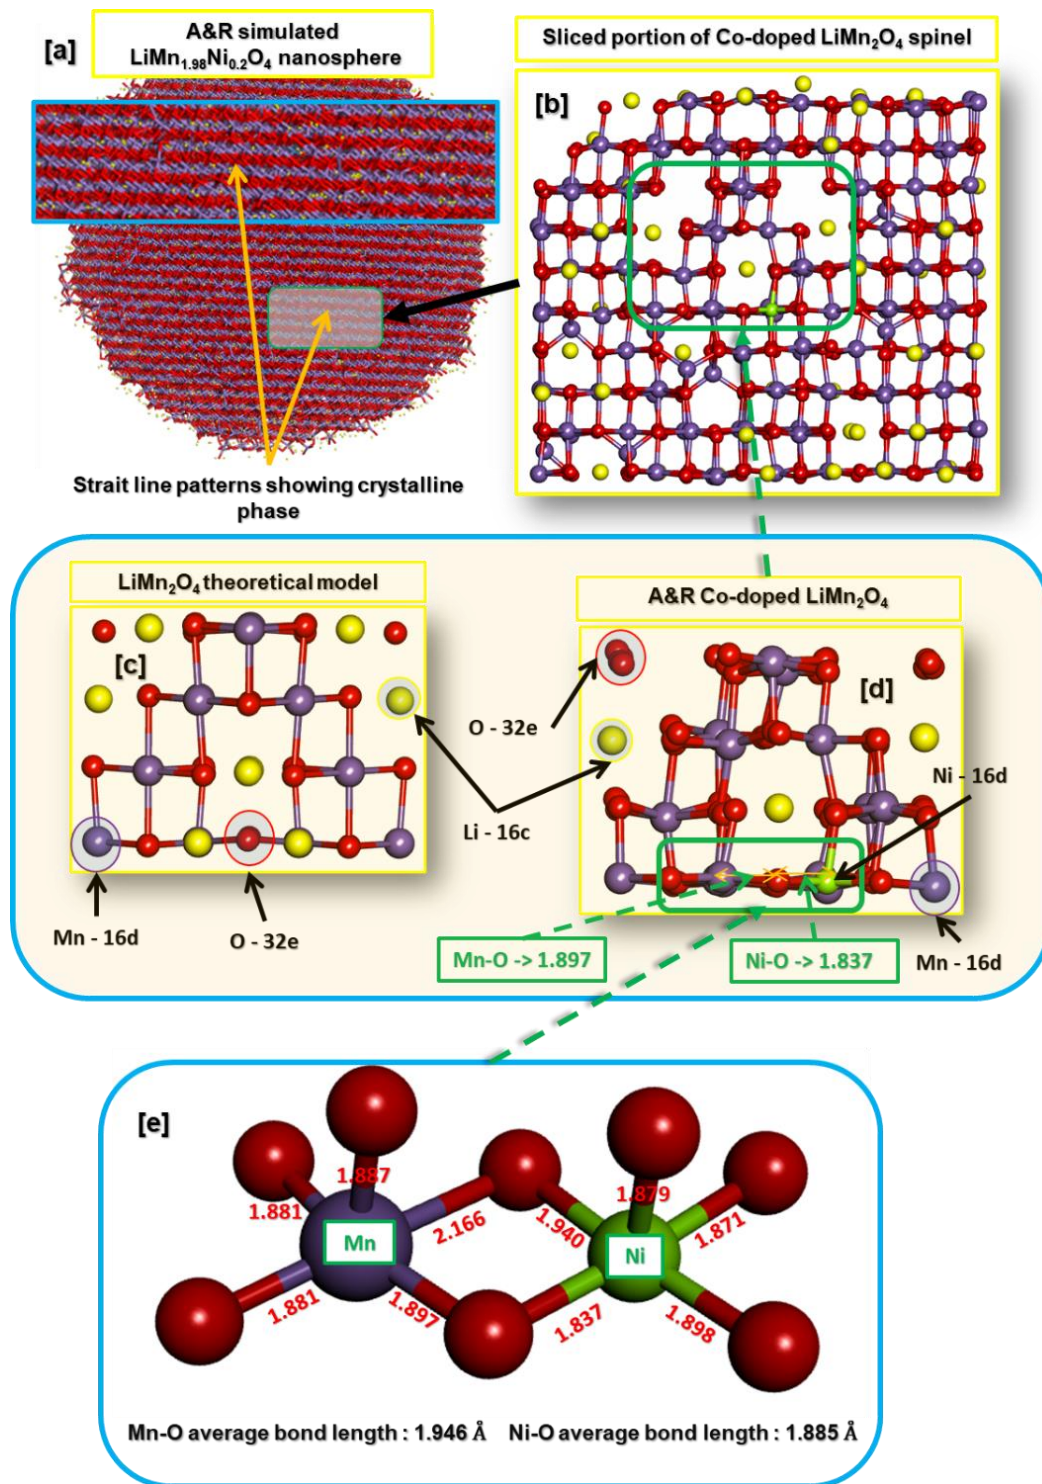 [a]
A&R simulated
LiMn1.98Ni0.2O4 nanosphere
Sliced portion of Co-doped LiMn2O4 spinel
[b]
Strait line patterns showing crystalline
phase
LiMn2O4 theoretical model
A&R Co-doped LiMn2O4
[c]
[d]
O - 32e
Ni - 16d
Li - 16c
Mn - 16d
O - 32e
Mn-O -> 1.897
Ni-O -> 1.837
Mn - 16d
[e]
1.887
1.879
1.881
2.166
1.940
1.871
Mn
Ni
1.881
1.897
1.837
1.898
Mn-O average bond length : 1.946 Å
Ni-O average bond length : 1.885 Å